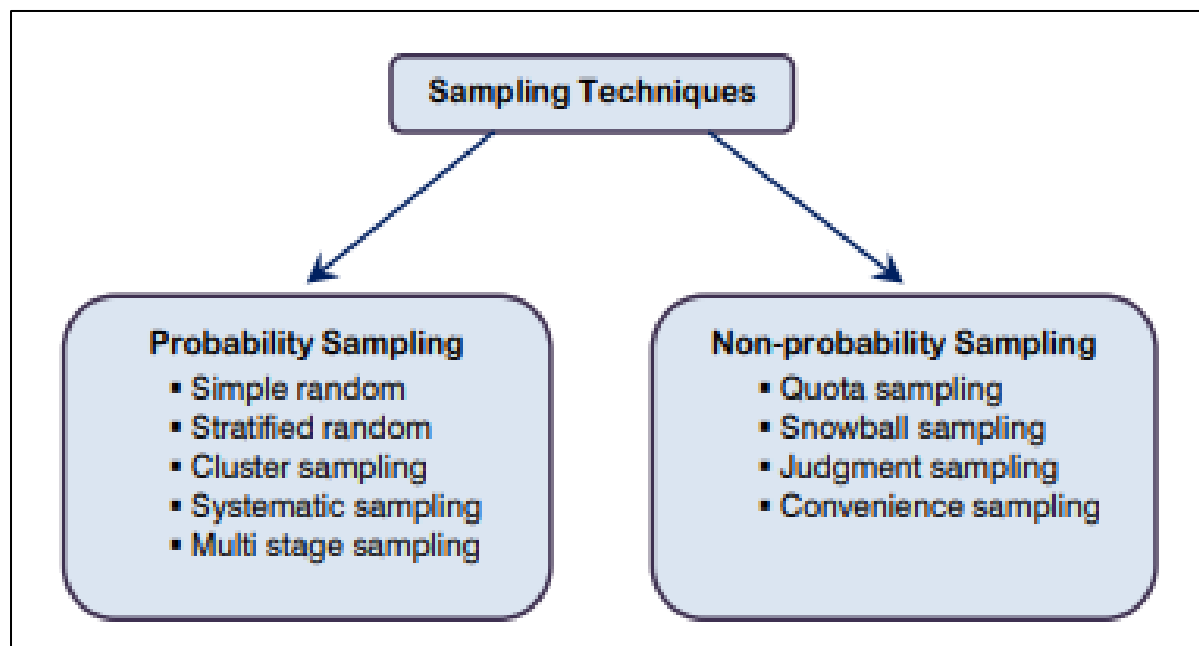 Sampling Techniques
Probability Sampling
▪ Simple random
▪ Stratified random
▪ Cluster sampling
▪ Systematic sampling
▪ Multi stage sampling
Non-probability Sampling
▪ Quota sampling
▪ Snowball sampling
▪ Judgment sampling
▪ Convenience sampling